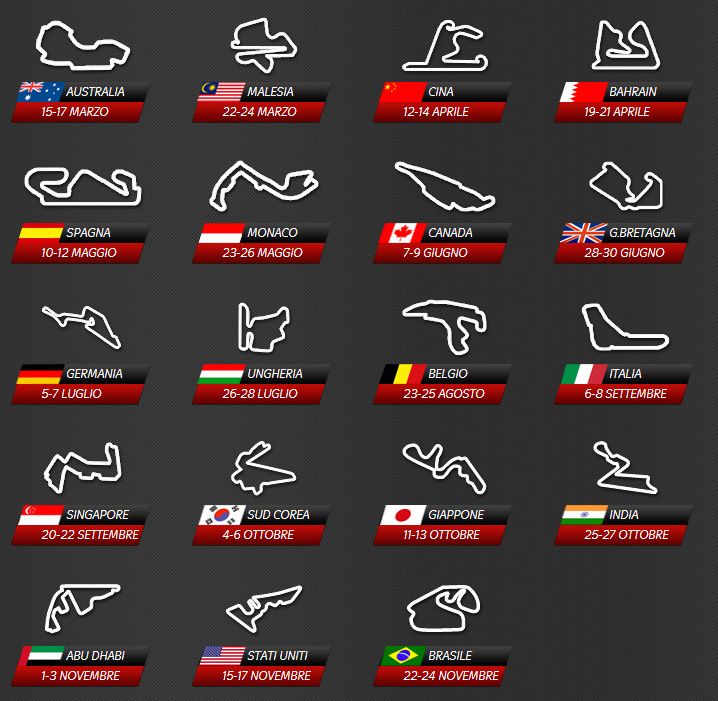 AUSTRALIA
15-17 MARZO
MALESIA
22-24 MARZO
CINA
12-14 APRILE
BAHRAIN
19-21 APRILE
SPAGNA
10-12 MAGGIO
MONACO
23-26 MAGGIO
CANADA
7-9 GIUGNO
G.BRETAGNA
28-30 GIUGNO
GERMANIA
5-7 LUGLIO
UNGHERIA
26-28 LUGLIO
BELGIO
23-25 AGOSTO
ITALIA
6-8 SETTEMBRE
SINGAPORE
20-22 SETTEMBRE
SUD COREA
4-6 OTTOBRE
GIAPPONE
11-13 OTTOBRE
INDIA
25-27 OTTOBRE
ABU DHABI
1-3 NOVEMBRE
STATI UNITI
15-17 NOVEMBRE
BRASILE
22-24 NOVEMBRE